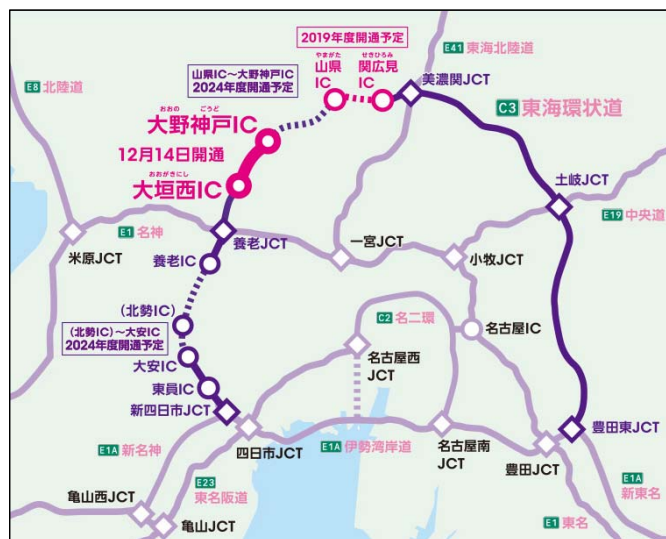 2019年度開通予定
E41 東海北陸道
やまがた
山県
IC
せきひろみ
関広見
IC
山県IC~大野神戸IC
2024年度開通予定
E8 北陸道
美濃関JCT
おおの ごうど
大野神戸IC
C3 東海環状道
12月14日開通
おおがきにし
大垣西IC
土岐JCT
E19 中央道
E1 名神
米原JCT
養老JCT
一宮JCT
小牧JCT
養老IC
(北勢IC)
(北勢IC)~大安IC
2024年度開通予定
C2 名二環
名古屋IC
名古屋西
JCT
大安IC
東員IC
新四日市JCT
豊田東JCT
E1A 新名神
四日市JCT
E1A 伊勢湾岸道
名古屋南
JCT
豊田JCT
E1A
新東名
E23
東名阪道
亀山西JCT
亀山JCT
E1 東名